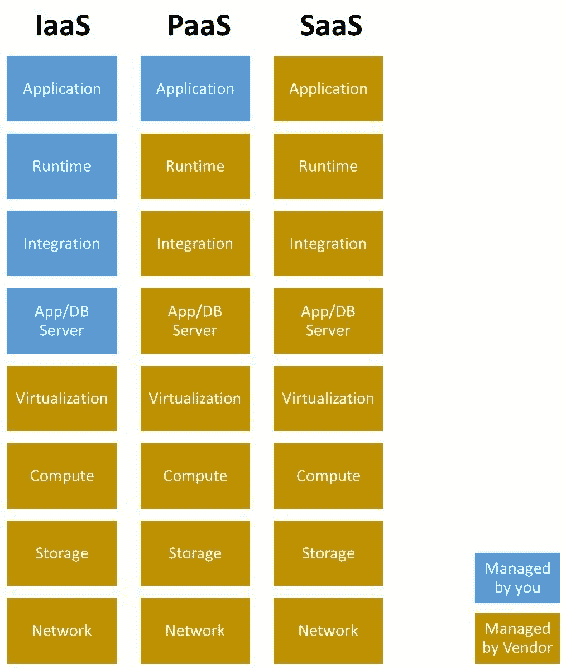 IaaS PaaS SaaS
Application Application Application
Runtime Runtime Runtime
Integration Integration Integration
App/DB App/DB App/DB
Server Server Server
Virtualization Virtualization Virtualization
Compute Compute Compute
Storage Storage Storage
Managed
by you
Network Network Network
Managed
by Vendor